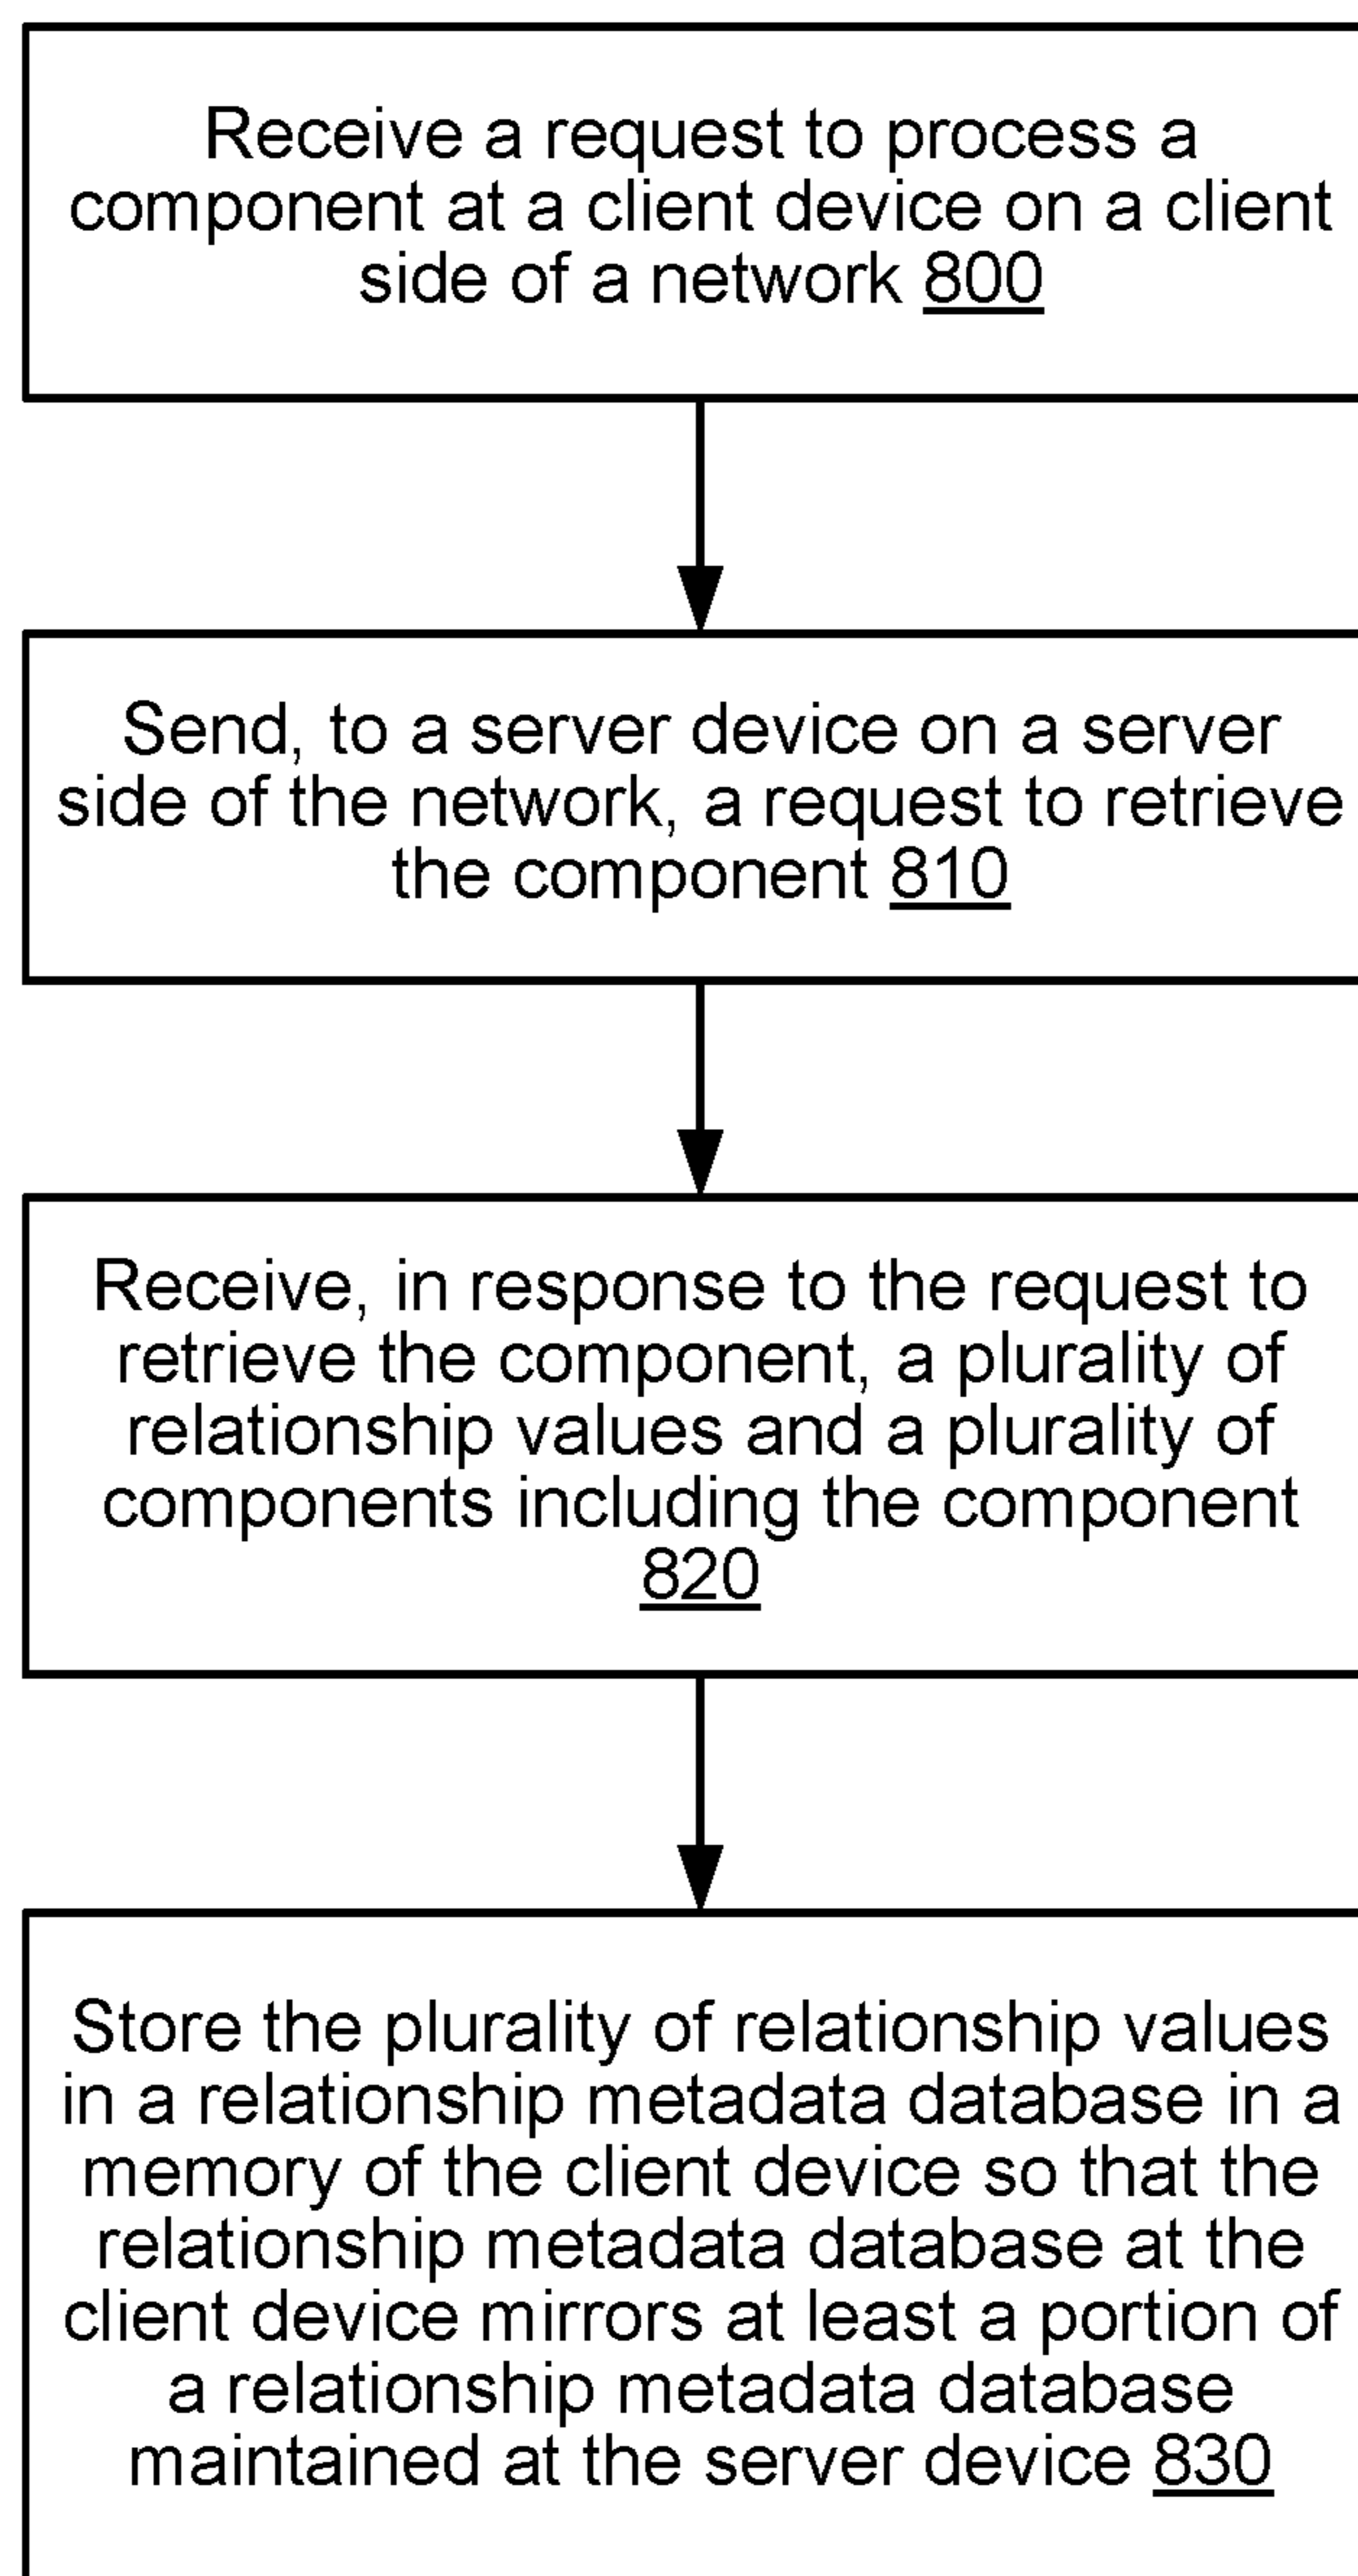 Receive a request to process a
component at a client device on a client
side of a network 800
Send, to a server device on a server
side of the network, a request to retrieve
the component 810
Receive, in response to the request to
retrieve the component, a plurality of
relationship values and a plurality of
components including the component
820
Store the plurality of relationship values
in a relationship metadata database in a
memory of the client device so that the
relationship metadata database at the
client device mirrors at least a portion of
a relationship metadata database
maintained at the server device 830